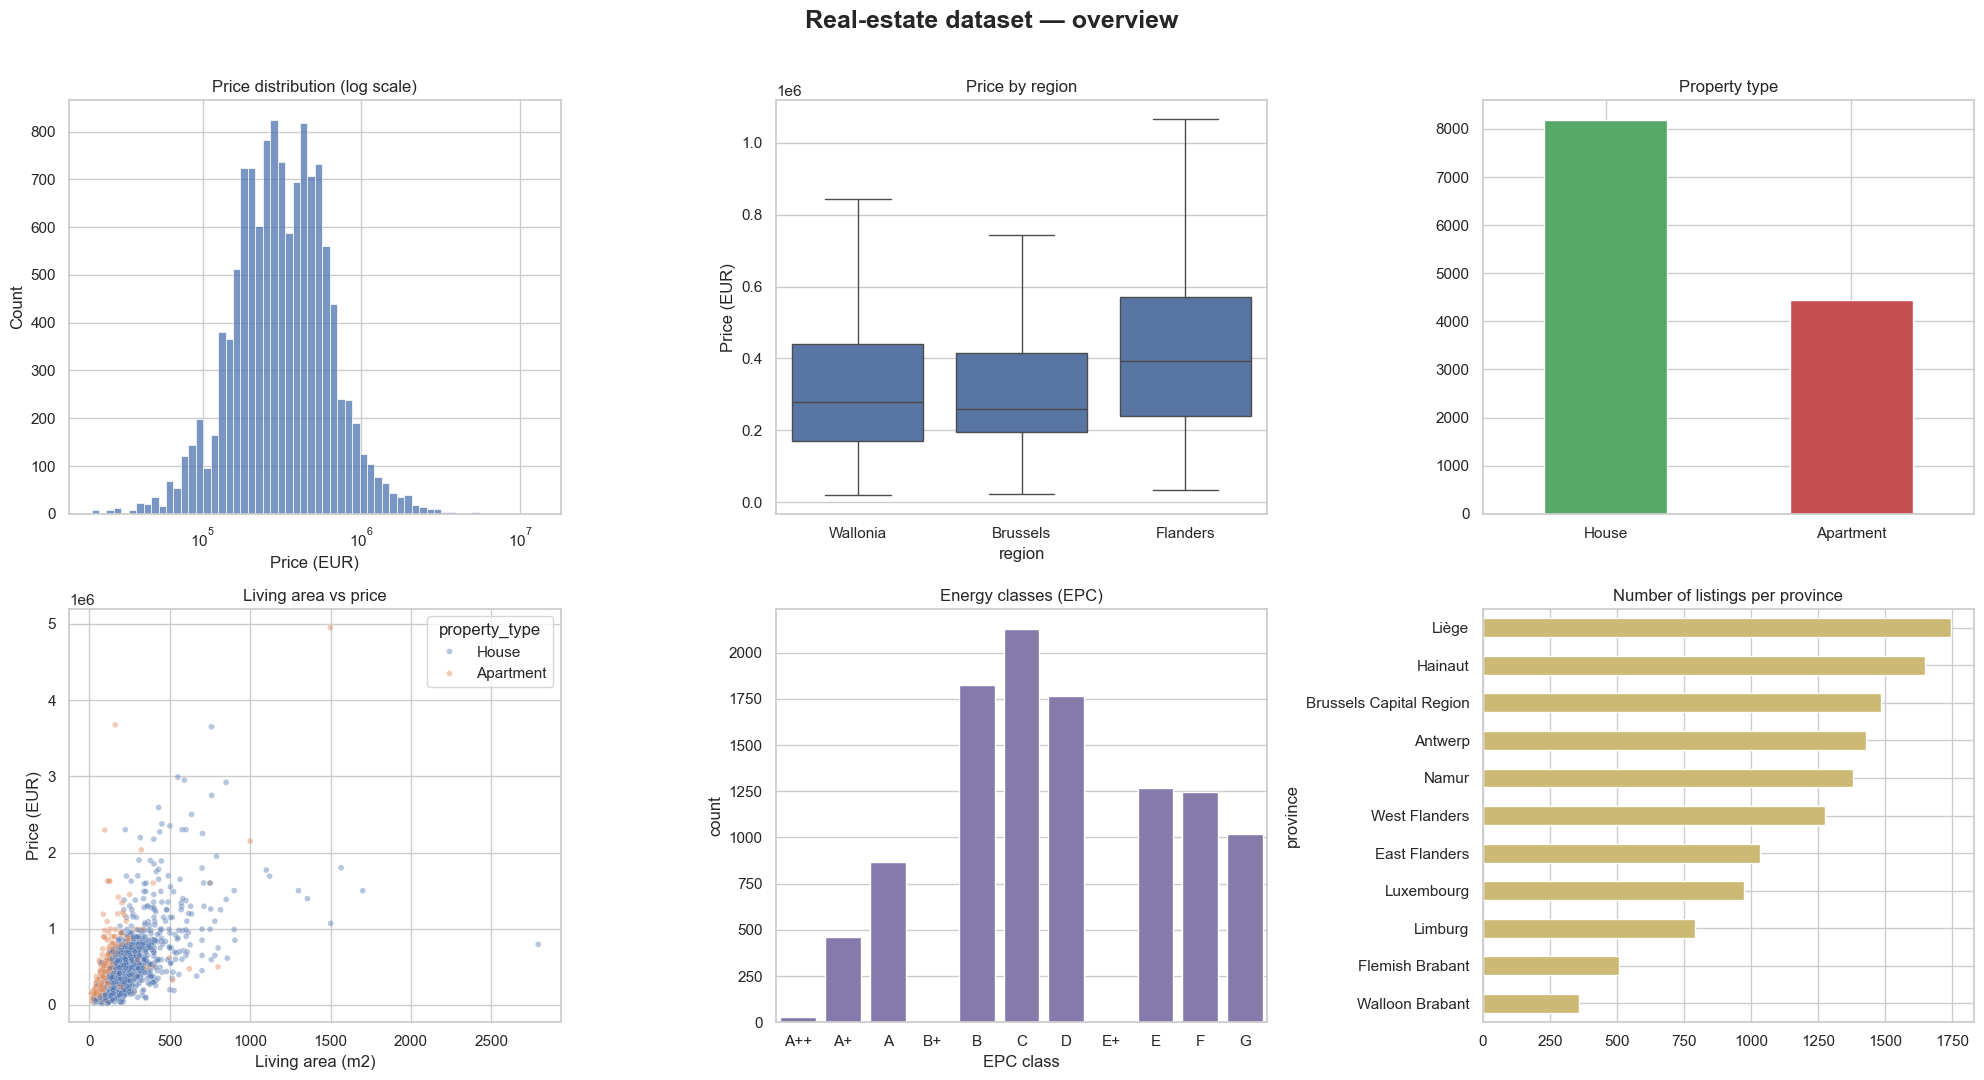 Real-estate dataset — overview
Price distribution (log scale)
800
700
600
500
400
300
200
100
0
Count
10^5
10^6
10^7
Price (EUR)
Price by region
1e6
1.0
0.8
0.6
0.4
0.2
0.0
Price (EUR)
Wallonia
Brussels
Flanders
region
Property type
8000
7000
6000
5000
4000
3000
2000
1000
0
House
Apartment
Living area vs price
1e6
property_type
House
Apartment
5
4
3
2
1
0
Price (EUR)
0
500
1000
1500
2000
2500
Living area (m2)
Energy classes (EPC)
2000
1750
1500
1250
1000
750
500
250
0
count
A++
A+
A
B+
B
C
D
E+
E
F
G
EPC class
Number of listings per province
province
Liège
Hainaut
Brussels Capital Region
Antwerp
Namur
West Flanders
East Flanders
Luxembourg
Limburg
Flemish Brabant
Walloon Brabant
0
250
500
750
1000
1250
1500
1750